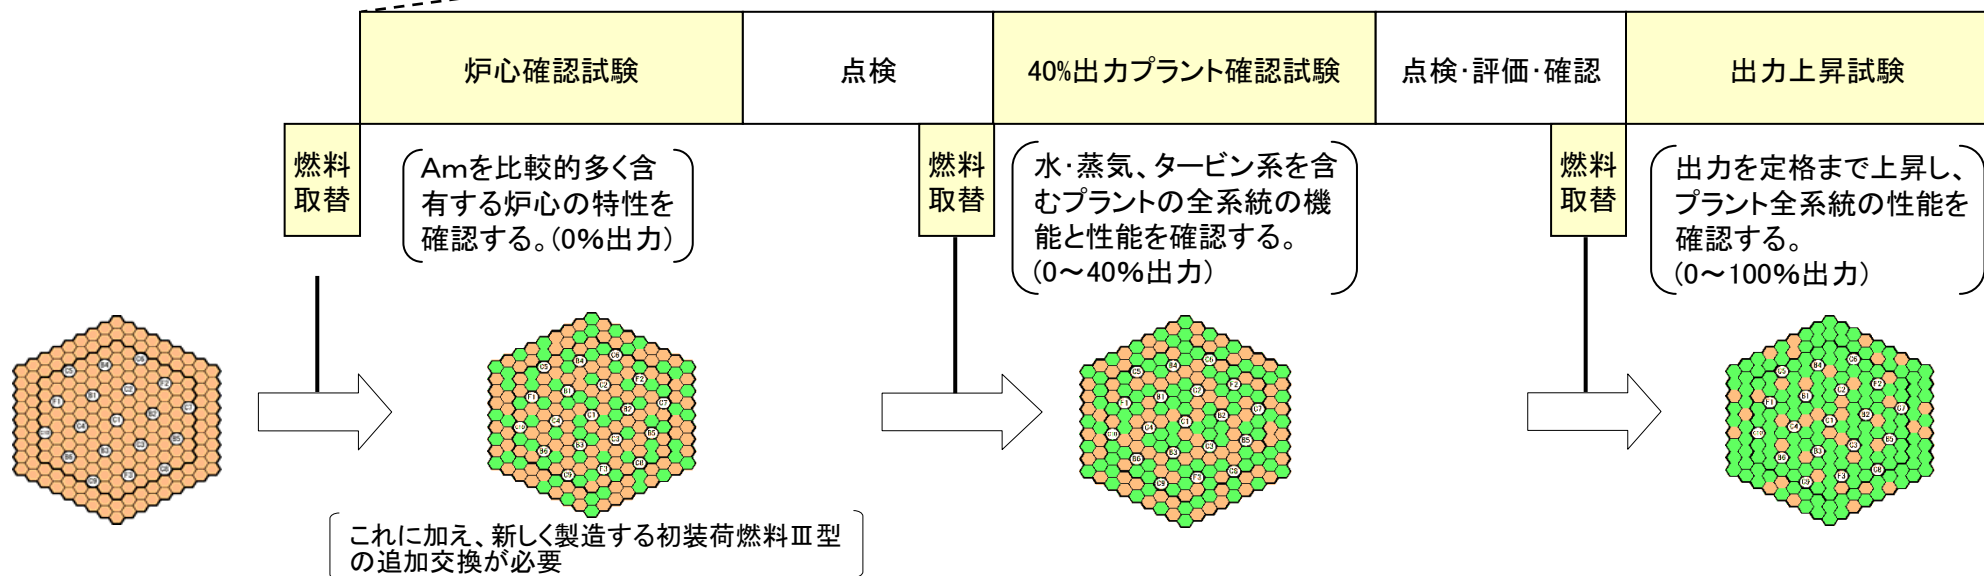 炉心確認試験
点検
40%出力プラント確認試験
点検・評価・確認
出力上昇試験
燃料
取替
Amを比較的多く含
有する炉心の特性を
確認する。(0%出力)
燃料
取替
水・蒸気、タービン系を含
むプラントの全系統の機
能と性能を確認する。
(0～40%出力)
燃料
取替
出力を定格まで上昇し、
プラント全系統の性能を
確認する。
(0～100%出力)
これに加え、新しく製造する初装荷燃料Ⅲ型
の追加交換が必要